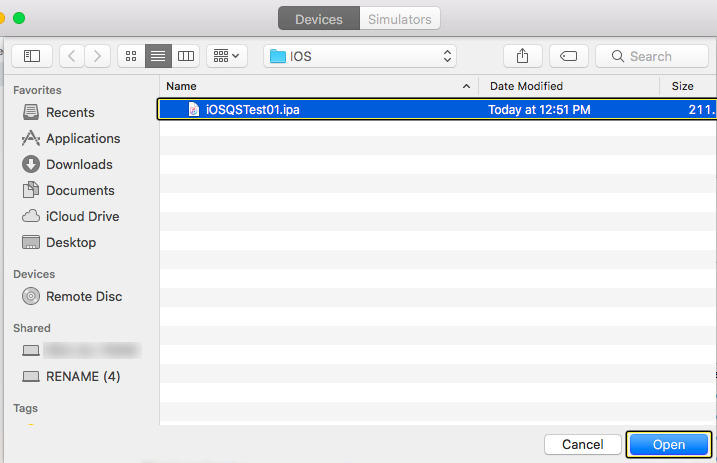 Devices Simulators
IOS
Search
Favorites
Recents
Applications
Downloads
Documents
iCloud Drive
Desktop
Devices
Remote Disc
Shared
RENAME (4)
Tags
Name Date Modified Size
iOSQSTest01.ipa Today at 12:51 PM 211.
Cancel Open